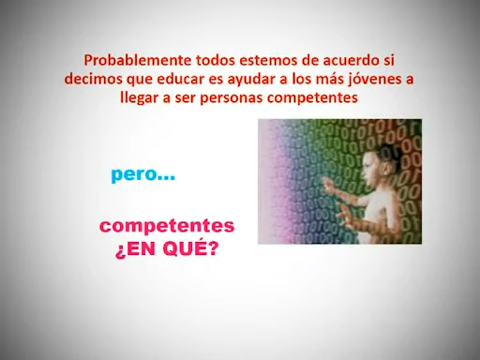 Probablemente todos estemos de acuerdo si
decimos que educar es ayudar a los más jóvenes a
llegar a ser personas competentes
pero...
competentes
¿EN QUÉ?